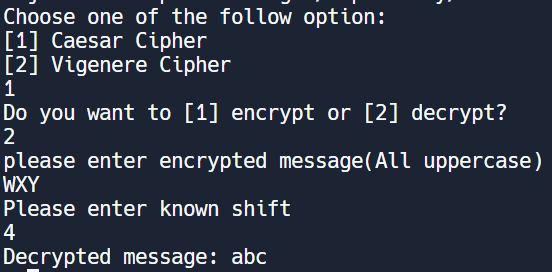 Choose one of the follow option:
[1] Caesar Cipher
[2] Vigenere Cipher
1
Do you want to [1] encrypt or [2] decrypt?
2
please enter encrypted message(All uppercase)
WXY
Please enter known shift
4
Decrypted message: abc